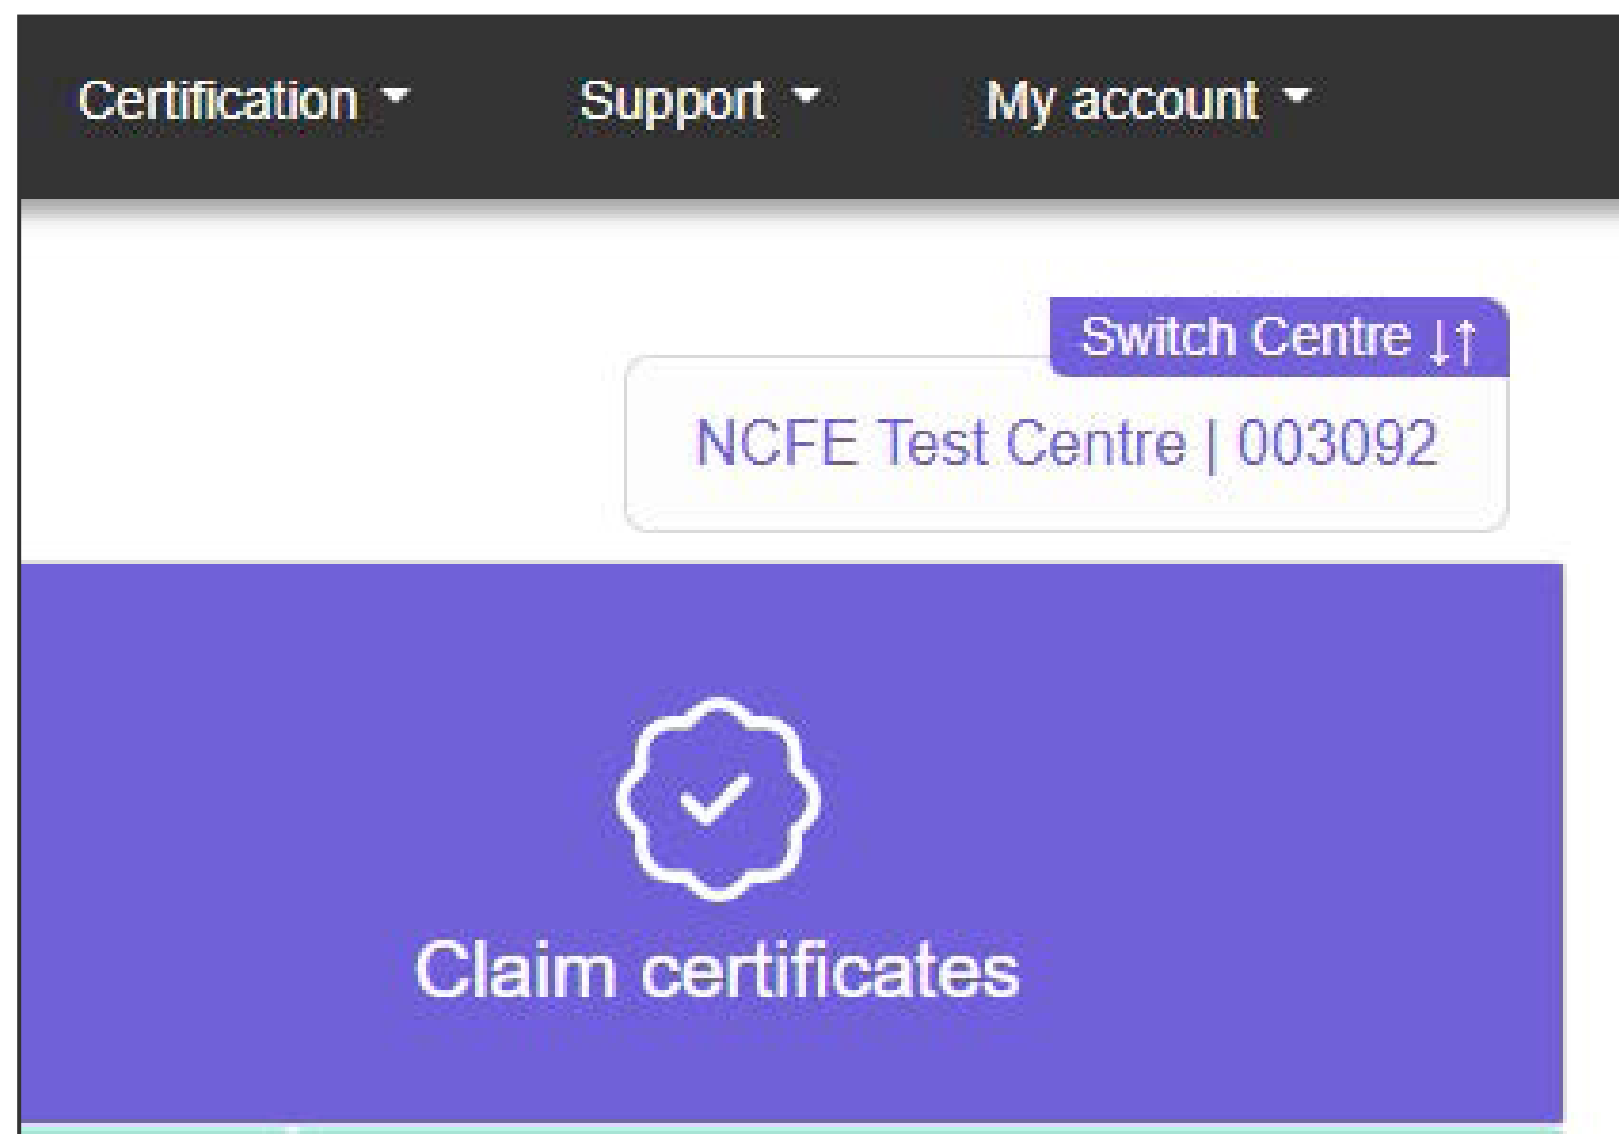 Certification Support My account
Switch Centre ↓↑
NCFE Test Centre | 003092
Claim certificates